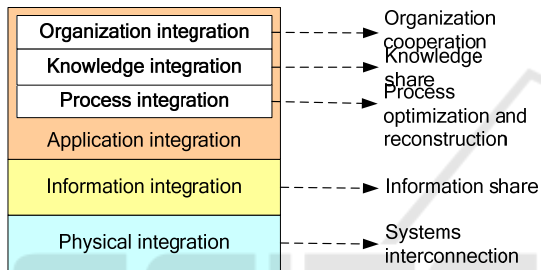 Organization integration
Knowledge integration
Process integration
Application integration
Information integration
Physical integration
Organization
cooperation
Knowledge
share
Process
optimization and
reconstruction
Information share
Systems
interconnection